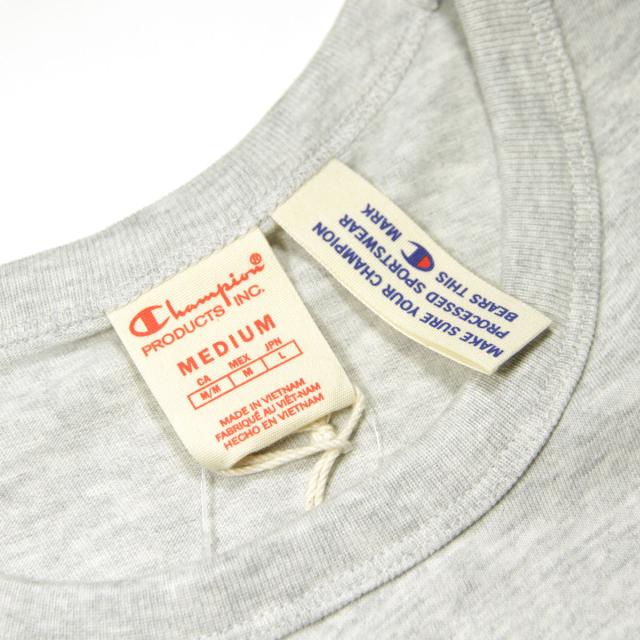 Champion®
PRODUCTS INC.
MEDIUM
CA MEX JPN
M/M M L
MADE IN VIETNAM
FABRIQUÉ AU VIÊT-NAM
HECHO EN VIETNAM
MAKE SURE YOUR CHAMPION
PROCESSED SPORTSWEAR
BEARS THIS MARK